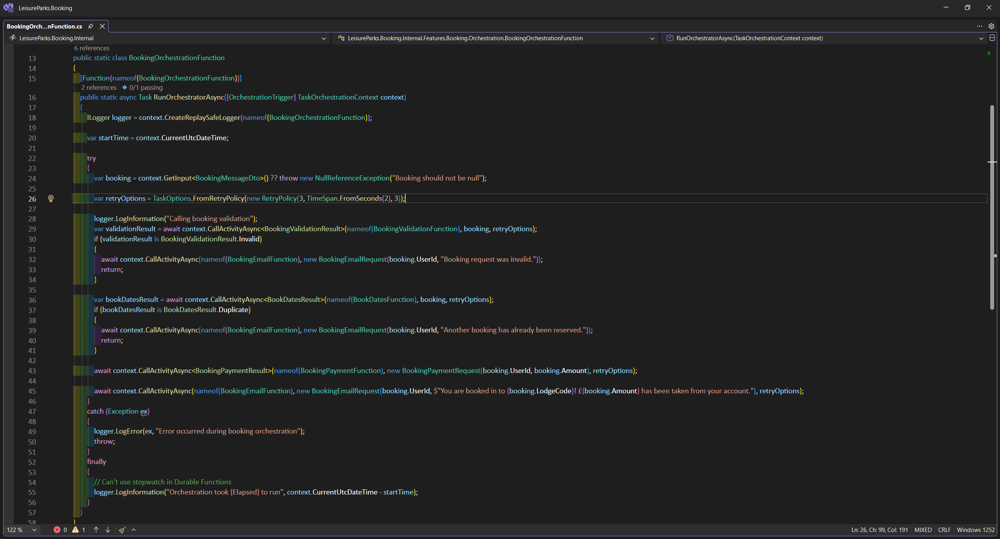 LeisureParks.Booking
BookingOrch...nFunction.cs
LeisureParks.Booking.Internal
LeisureParks.Booking.Internal.Features.Booking.Orchestration.BookingOrchestrationFunction
RunOrchestratorAsync(TaskOrchestrationContext context)
6 references
13 public static class BookingOrchestrationFunction
14 {
15 [Function(nameof(BookingOrchestrationFunction))]
2 references | 0/1 passing
16 public static async Task RunOrchestratorAsync([OrchestrationTrigger] TaskOrchestrationContext context)
17 {
18 ILogger logger = context.CreateReplaySafeLogger(nameof(BookingOrchestrationFunction));
19
20 var startTime = context.CurrentUtcDateTime;
21
22 try
23 {
24 var booking = context.GetInput<BookingMessageDto>() ?? throw new NullReferenceException("Booking should not be null");
25
26 var retryOptions = TaskOptions.FromRetryPolicy(new RetryPolicy(3, TimeSpan.FromSeconds(2), 3));
27
28 logger.LogInformation("Calling booking validation");
29 var validationResult = await context.CallActivityAsync<BookingValidationResult>(nameof(BookingValidationFunction), booking, retryOptions);
30 if (validationResult is BookingValidationResult.Invalid)
31 {
32 await context.CallActivityAsync(nameof(BookingEmailFunction), new BookingEmailRequest(booking.UserId, "Booking request was invalid."));
33 return;
34 }
35
36 var bookDatesResult = await context.CallActivityAsync<BookDatesResult>(nameof(BookDatesFunction), booking, retryOptions);
37 if (bookDatesResult is BookDatesResult.Duplicate)
38 {
39 await context.CallActivityAsync(nameof(BookingEmailFunction), new BookingEmailRequest(booking.UserId, "Another booking has already been reserved."));
40 return;
41 }
42
43 await context.CallActivityAsync<BookingPaymentResult>(nameof(BookingPaymentFunction), new BookingPaymentRequest(booking.UserId, booking.Amount), retryOptions);
44
45 await context.CallActivityAsync(nameof(BookingEmailFunction), new BookingEmailRequest(booking.UserId, $"You are booked in to {booking.LodgeCode}! £{booking.Amount} has been taken from your account."), retryOptions);
46 }
47 catch (Exception ex)
48 {
49 logger.LogError(ex, "Error occurred during booking orchestration");
50 throw;
51 }
52 finally
53 {
54 // Can't use stopwatch in Durable Functions
55 logger.LogInformation("Orchestration took {Elapsed} to run", context.CurrentUtcDateTime - startTime);
56 }
57 }
58 }
122 % 0 1 Ln: 26, Ch: 99, Col: 191 MIXED CRLF Windows 1252